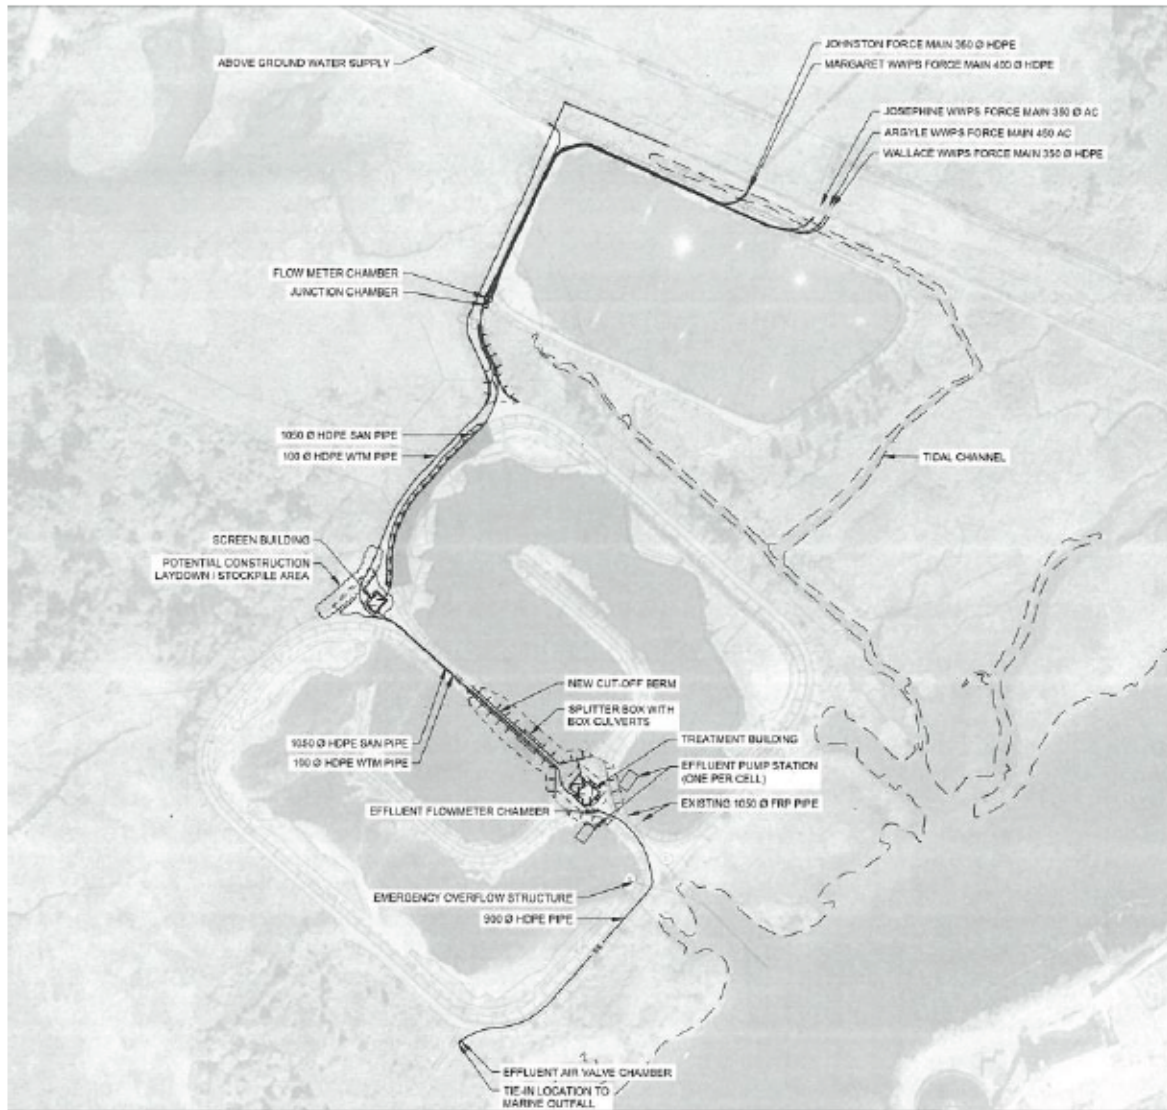 JOHNSTON FORCE MAIN 350 Ø HDPE
ABOVE GROUND WATER SUPPLY
MARGARET WWPS FORCE MAIN 400 Ø HDPE
JOSEPHINE WWPS FORCE MAIN 350 Ø AC
ARGYLE WWPS FORCE MAIN 450 AC
WALLACE WWPS FORCE MAIN 350 Ø HDPE
FLOW METER CHAMBER
JUNCTION CHAMBER
1050 Ø HDPE SAN PIPE
100 Ø HDPE WTM PIPE
TIDAL CHANNEL
SCREEN BUILDING
POTENTIAL CONSTRUCTION
LAYDOWN / STOCKPILE AREA
NEW CUT-OFF BERM
SPLITTER BOX WITH
BOX CULVERTS
1050 Ø HDPE SAN PIPE
100 Ø HDPE WTM PIPE
TREATMENT BUILDING
EFFLUENT PUMP STATION
(ONE PER CELL)
EFFLUENT FLOWMETER CHAMBER
EXISTING 1050 Ø FRP PIPE
EMERGENCY OVERFLOW STRUCTURE
900 Ø HDPE PIPE
EFFLUENT AIR VALVE CHAMBER
TIE-IN LOCATION TO
MARINE OUTFALL